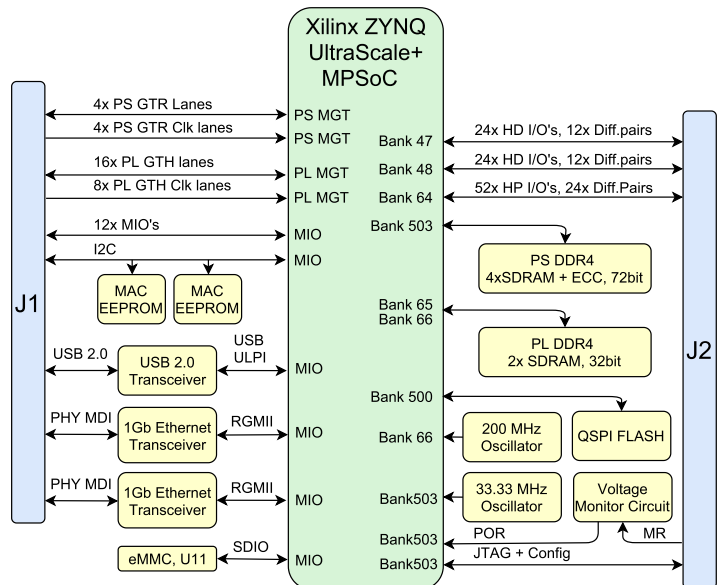 Xilinx ZYNQ
UltraScale+
MPSoC
J1
4x PS GTR Lanes
PS MGT
4x PS GTR Clk lanes
PS MGT
16x PL GTH lanes
PL MGT
8x PL GTH Clk lanes
PL MGT
12x MIO's
MIO
I2C
MIO
MAC
EEPROM
MAC
EEPROM
USB 2.0
USB 2.0
Transceiver
USB
ULPI
MIO
PHY MDI
1Gb Ethernet
Transceiver
RGMII
MIO
PHY MDI
1Gb Ethernet
Transceiver
RGMII
MIO
eMMC, U11
SDIO
MIO
Bank 47
24x HD I/O's, 12x Diff.pairs
Bank 48
24x HD I/O's, 12x Diff.pairs
Bank 64
52x HP I/O's, 24x Diff.Pairs
Bank 503
PS DDR4
4xSDRAM + ECC, 72bit
Bank 65
Bank 66
PL DDR4
2x SDRAM, 32bit
J2
Bank 500
QSPI FLASH
Bank 66
200 MHz
Oscillator
Bank503
33.33 MHz
Oscillator
Voltage
Monitor Circuit
Bank503
POR
MR
Bank503
JTAG + Config